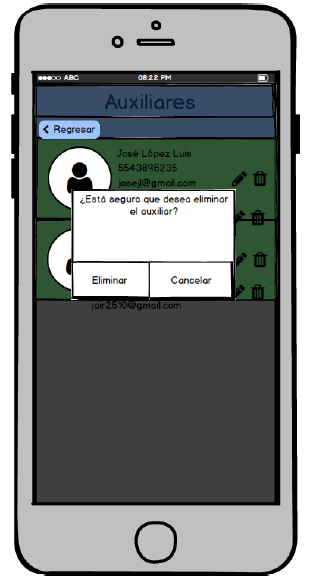 ABC 08:22 PM
Auxiliares
Regresar
José López Luis
5543896235
josejl@gmail.com
¿Está seguro que desea eliminar
el auxiliar?
Eliminar Cancelar
jair2510@gmail.com